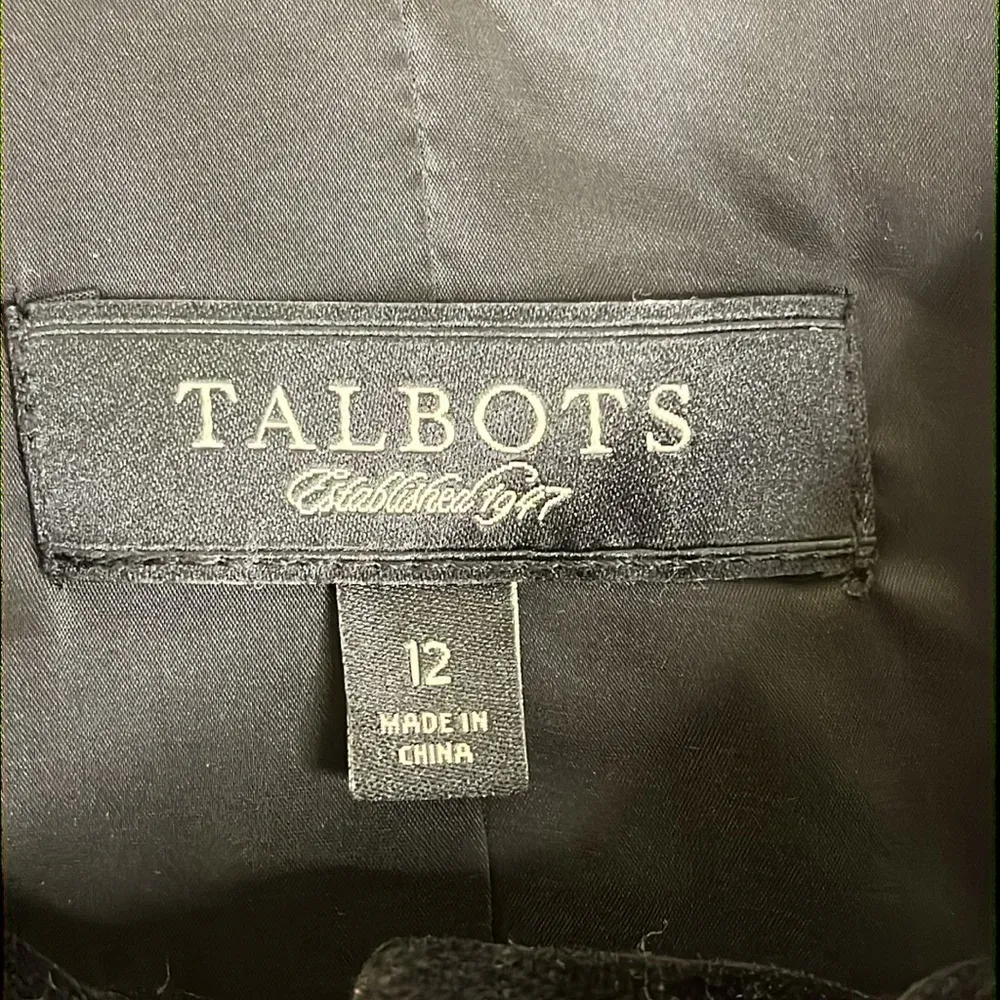 TALBOTS
Established 1947
12
MADE IN
CHINA